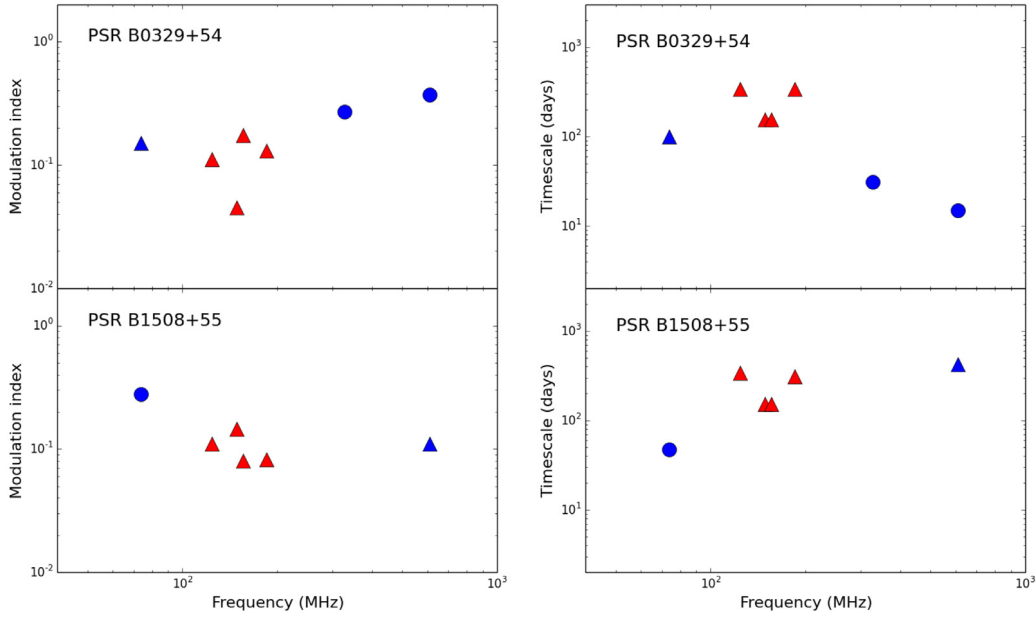 PSR B0329+54
Modulation index
10^0
10^-1
10^-2
PSR B1508+55
Modulation index
10^0
10^-1
10^-2
10^2
10^3
Frequency (MHz)
PSR B0329+54
Timescale (days)
10^3
10^2
10^1
PSR B1508+55
Timescale (days)
10^3
10^2
10^1
10^2
10^3
Frequency (MHz)